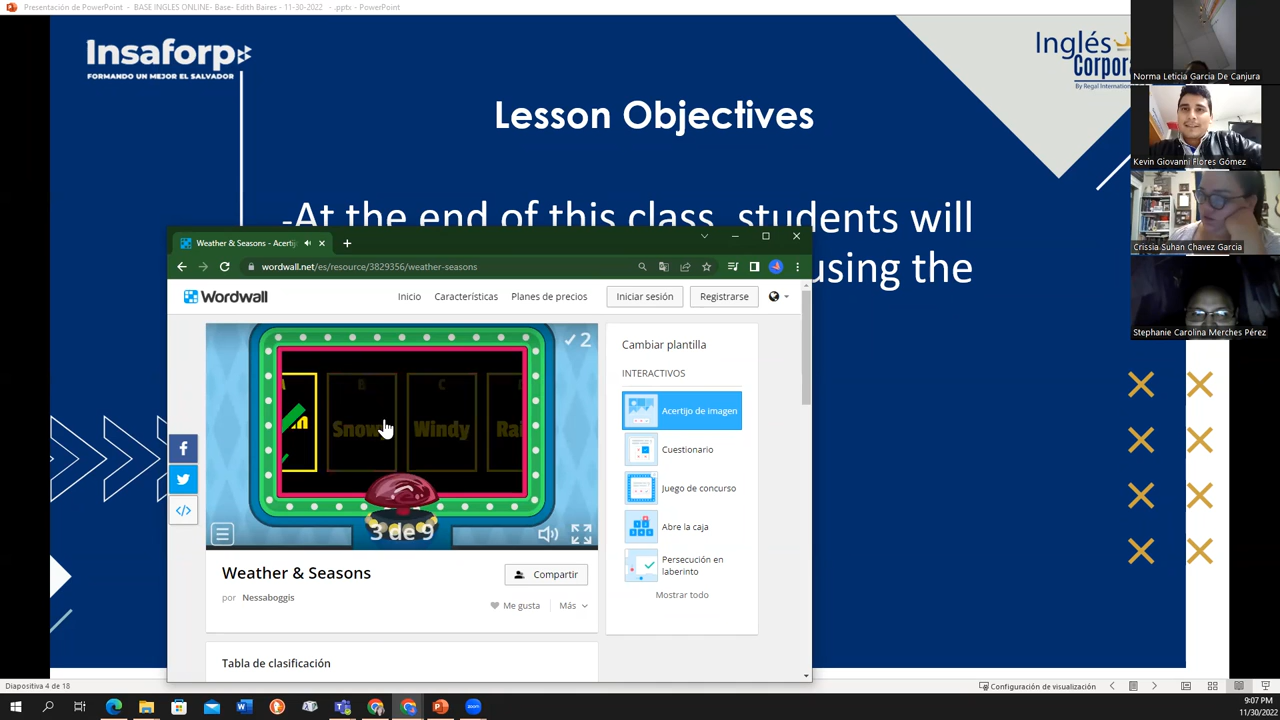 Presentación de PowerPoint - BASE INGLES ONLINE- Base- Edith Baires - 11-30-2022 - .pptx - PowerPoint
Insaforp
FORMANDO UN MEJOR EL SALVADOR
Inglés
Corpora
By Regal Internation
Lesson Objectives
-At the end of this class, students will
using the
Norma Leticia Garcia De Canjura
Kevin Giovanni Flores Gómez
Crissia Suhan Chavez Garcia
Stephanie Carolina Merches Pérez
Weather & Seasons - Acertij
wordwall.net/es/resource/3829356/weather-seasons
Wordwall
Inicio
Características
Planes de precios
Iniciar sesión
Registrarse
2
B
C
Windy
3 de 9
Cambiar plantilla
INTERACTIVOS
Acertijo de imagen
Cuestionario
Juego de concurso
Abre la caja
Persecución en
laberinto
Mostrar todo
Weather & Seasons
Compartir
por Nessaboggis
Me gusta
Más
Tabla de clasificación
Diapositiva 4 de 18
Configuración de visualización
9:07 PM
11/30/2022